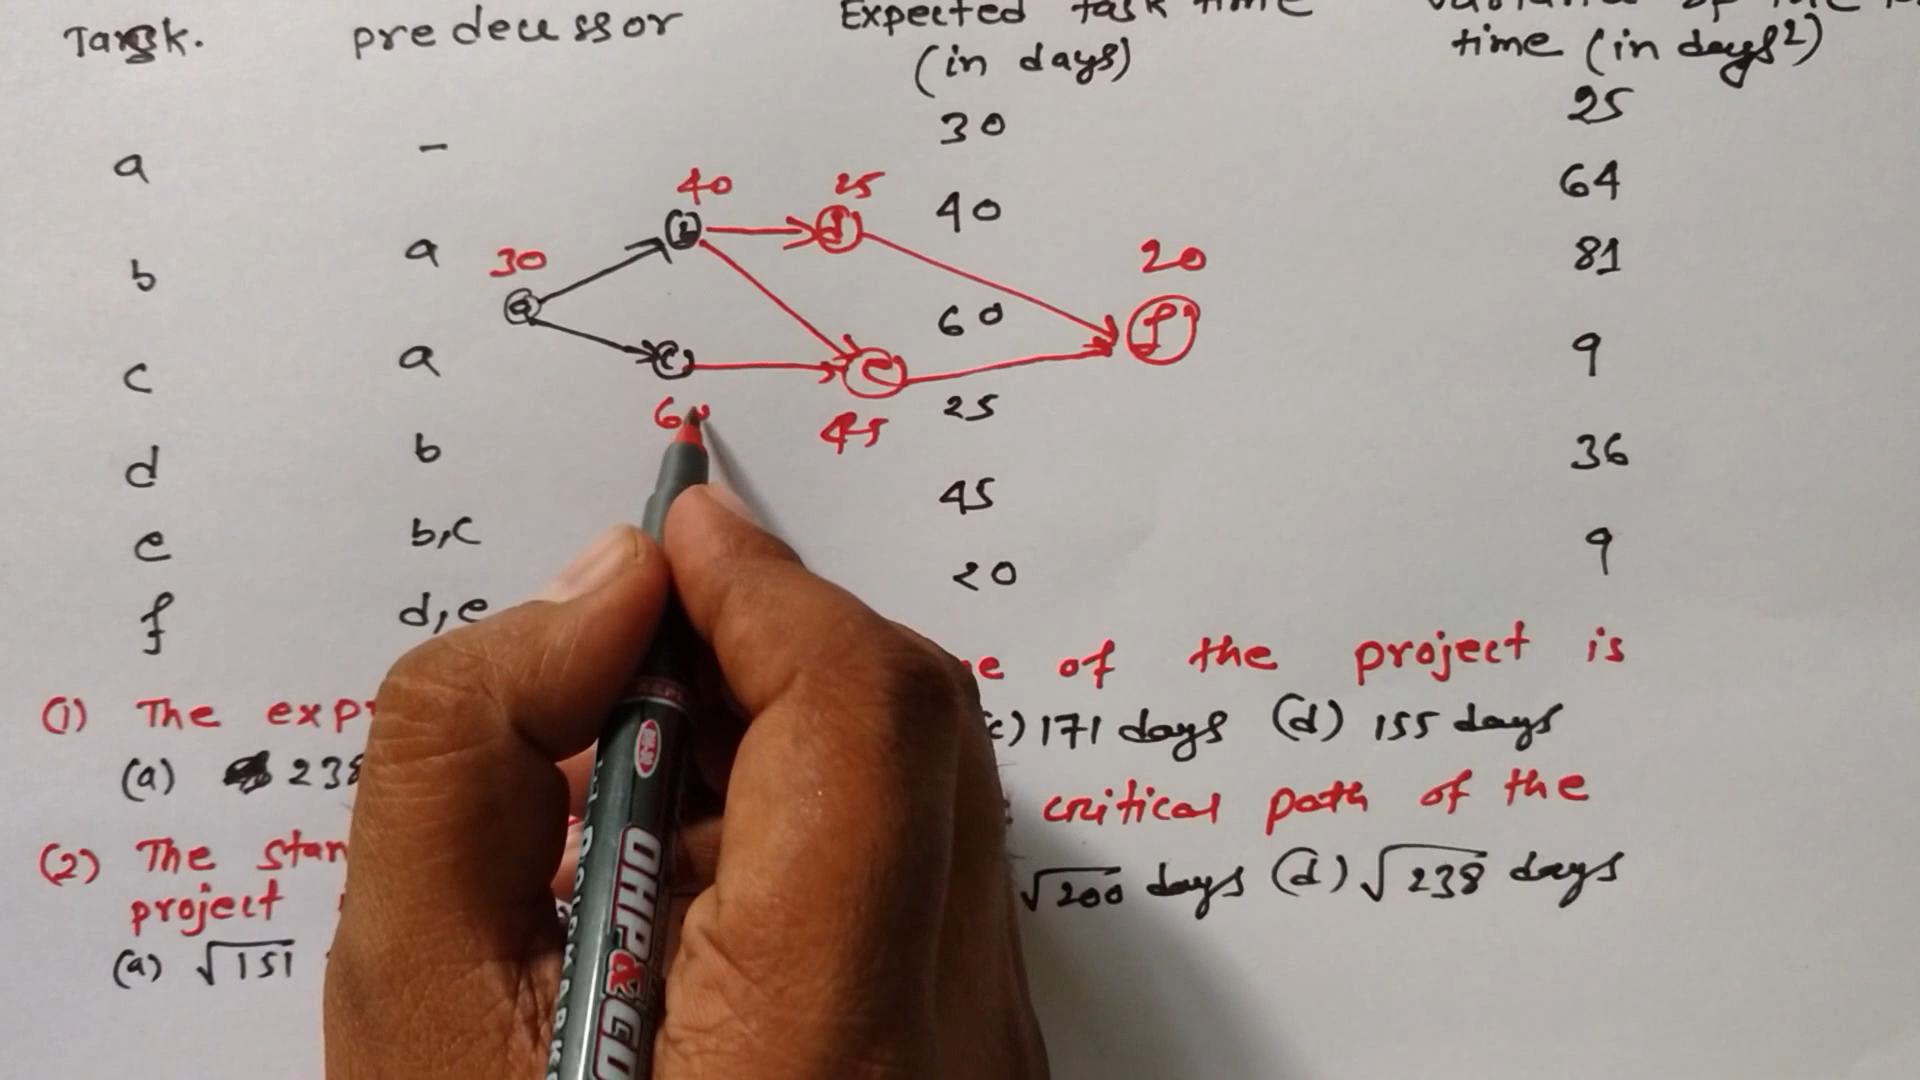 Task. predecessor Expected task time
(in days) time (in days²)
a - 30 25
b a 40 64
c a 60 81
d b 25 9
e b,c 45 36
f d,e 20 9
40 25
30 b d 20
a f
c e
60 45
(1) The exp of the project is
(a) 238 (c) 171 days (d) 155 days
(2) The stan critical path of the
project
(a) √151 √200 days (d) √238 days
OHP&CD